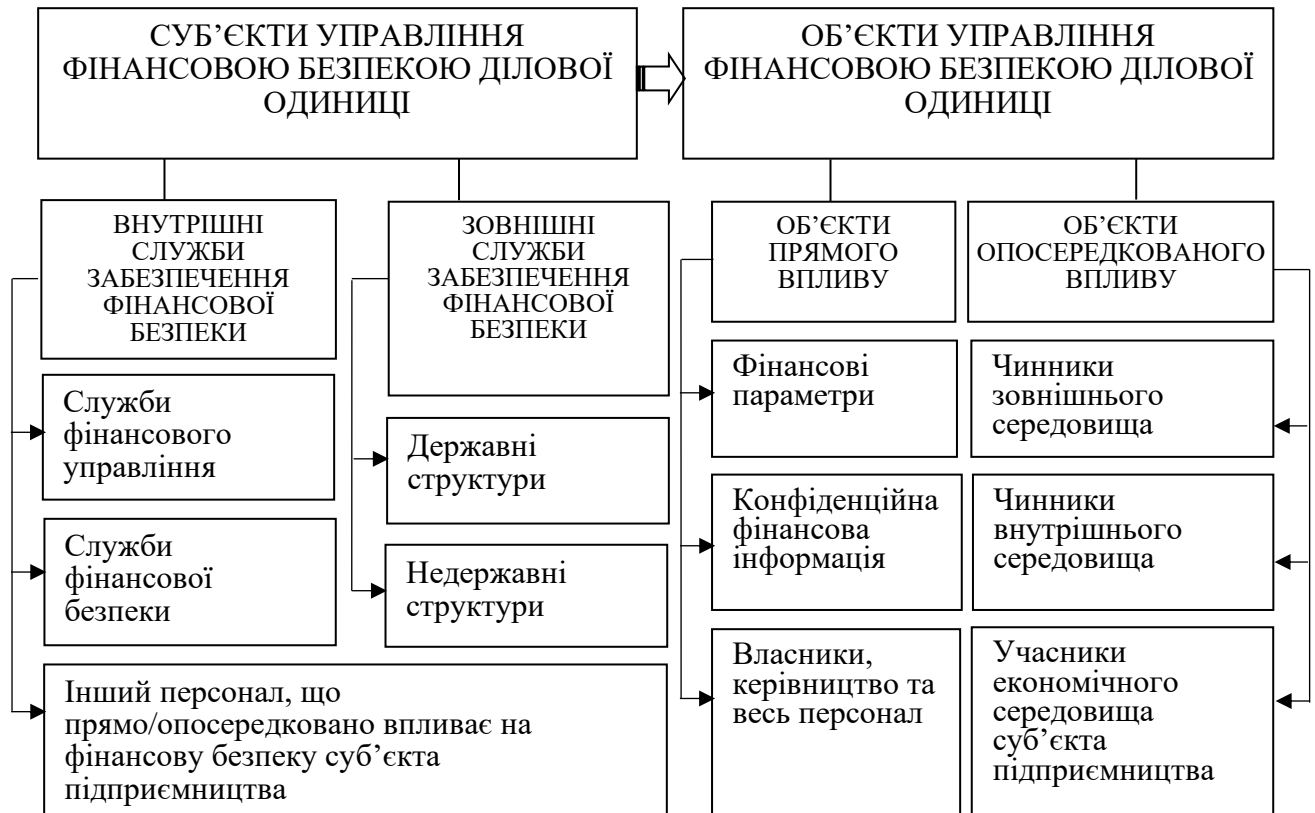 СУБ’ЄКТИ УПРАВЛІННЯ
ФІНАНСОВОЮ БЕЗПЕКОЮ ДІЛОВОЇ
ОДИНИЦІ
ОБ’ЄКТИ УПРАВЛІННЯ
ФІНАНСОВОЮ БЕЗПЕКОЮ ДІЛОВОЇ
ОДИНИЦІ
ВНУТРІШНІ
СЛУЖБИ
ЗАБЕЗПЕЧЕННЯ
ФІНАНСОВОЇ
БЕЗПЕКИ
ЗОВНІШНІ
СЛУЖБИ
ЗАБЕЗПЕЧЕННЯ
ФІНАНСОВОЇ
БЕЗПЕКИ
ОБ’ЄКТИ
ПРЯМОГО
ВПЛИВУ
ОБ’ЄКТИ
ОПОСЕРЕДКОВАНОГО
ВПЛИВУ
Служби
фінансового
управління
Служби
фінансової
безпеки
Інший персонал, що
прямо/опосередковано впливає на
фінансову безпеку суб’єкта
підприємництва
Державні
структури
Недержавні
структури
Фінансові
параметри
Конфіденційна
фінансова
інформація
Власники,
керівництво та
весь персонал
Чинники
зовнішнього
середовища
Чинники
внутрішнього
середовища
Учасники
економічного
середовища
суб’єкта
підприємництва